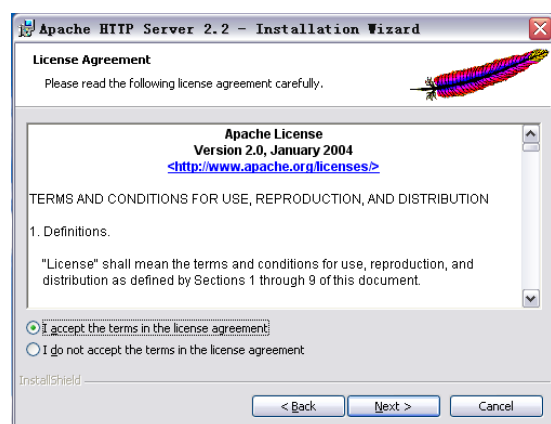 Apache HTTP Server 2.2 - Installation Wizard
License Agreement
Please read the following license agreement carefully.
Apache License
Version 2.0, January 2004
<http://www.apache.org/licenses/>
TERMS AND CONDITIONS FOR USE, REPRODUCTION, AND DISTRIBUTION
1. Definitions.
"License" shall mean the terms and conditions for use, reproduction, and
distribution as defined by Sections 1 through 9 of this document.
I accept the terms in the license agreement
I do not accept the terms in the license agreement
InstallShield
< Back Next > Cancel